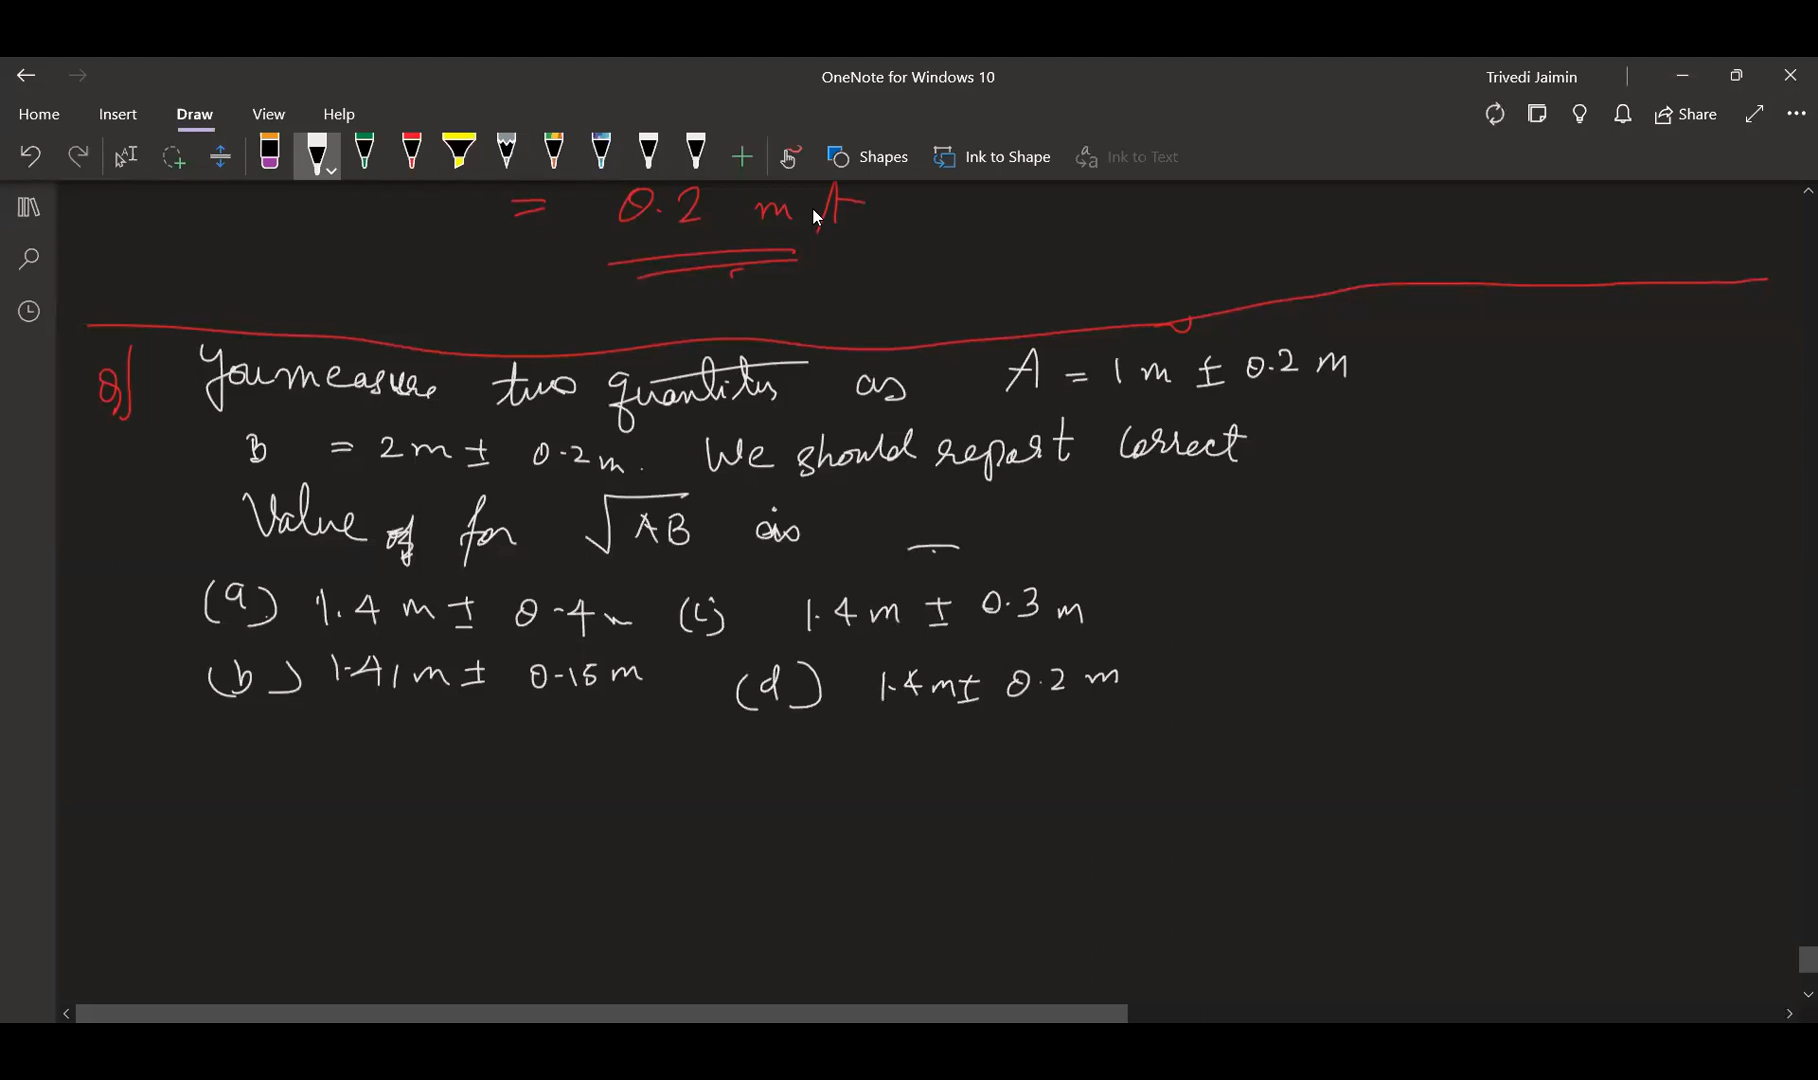 OneNote for Windows 10
Trivedi Jaimin
Home Insert Draw View Help
Share
Shapes Ink to Shape Ink to Text
= 0.2 m
Q) You measure two quantities as A = 1 m ± 0.2 m
B = 2 m ± 0.2 m. We should report correct
Value for √AB is
(a) 1.4 m ± 0.4 m (c) 1.4 m ± 0.3 m
(b) 1.41 m ± 0.15 m (d) 1.4 m ± 0.2 m